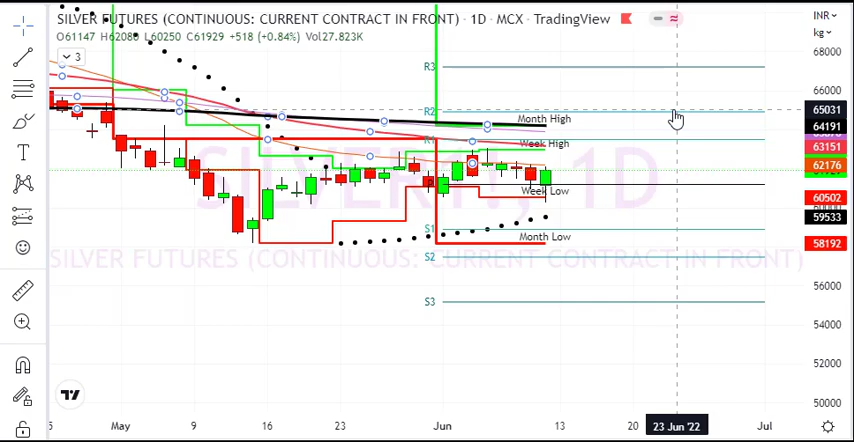 SILVER FUTURES (CONTINUOUS: CURRENT CONTRACT IN FRONT) · 1D · MCX · TradingView
INR
kg
O61147 H62080 L60250 C61929 +518 (+0.84%) Vol27.823K
3
68000
66000
65031
64191
63151
62176
60502
59533
58192
56000
54000
52000
50000
R3
R2
Month High
R1
Week High
SILVER1!, 1D
Week Low
S1
Month Low
SILVER FUTURES (CONTINUOUS: CURRENT CONTRACT IN FRONT)
S2
S3
May
9
16
23
Jun
13
20
23 Jun '22
Jul